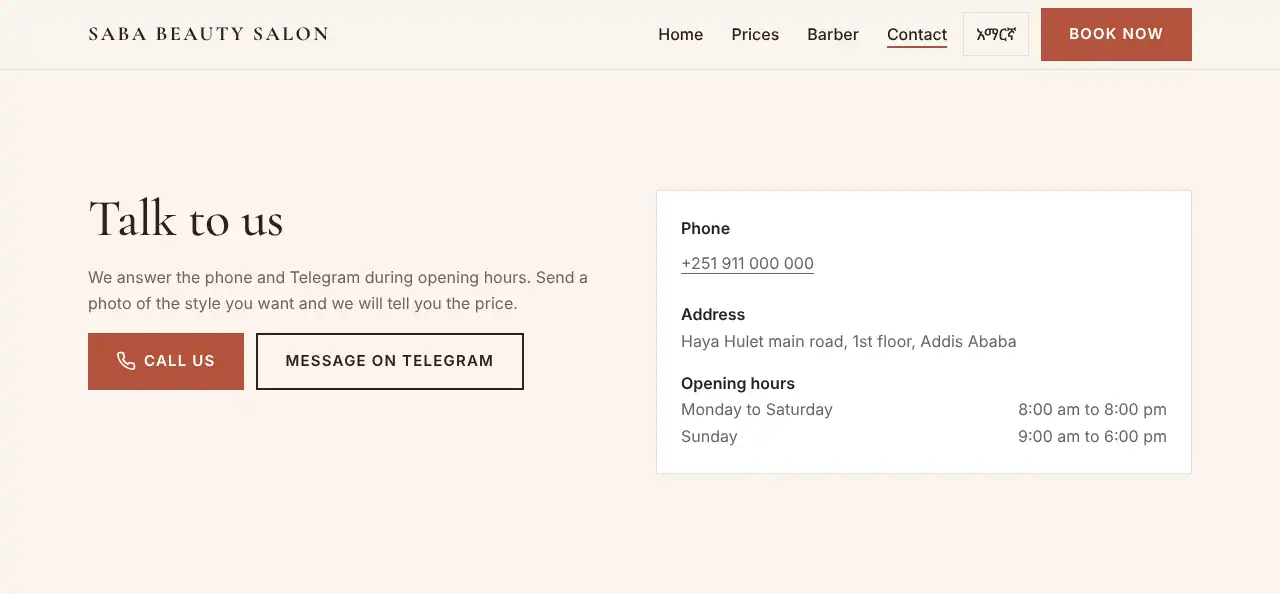 SABA BEAUTY SALON
Home
Prices
Barber
Contact
አማርኛ
BOOK NOW
Talk to us
We answer the phone and Telegram during opening hours. Send a
photo of the style you want and we will tell you the price.
CALL US
MESSAGE ON TELEGRAM
Phone
+251 911 000 000
Address
Haya Hulet main road, 1st floor, Addis Ababa
Opening hours
Monday to Saturday 8:00 am to 8:00 pm
Sunday 9:00 am to 6:00 pm